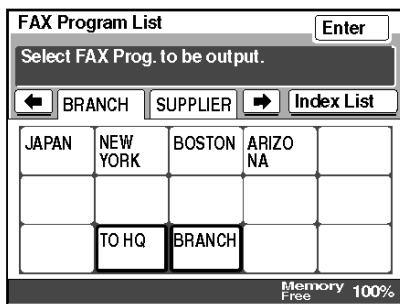 FAX Program List
Enter
Select FAX Prog. to be output.
BRANCH SUPPLIER Index List
JAPAN NEW YORK BOSTON ARIZO NA
TO HQ BRANCH
Memory Free 100%